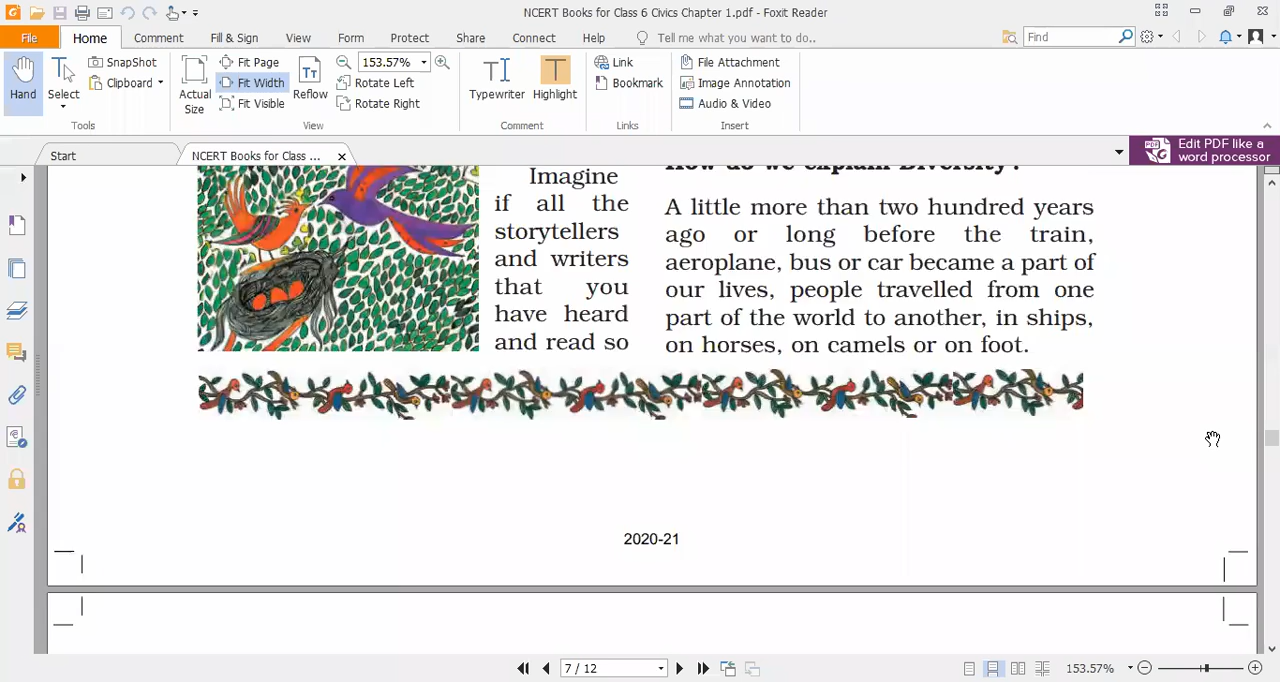 NCERT Books for Class 6 Civics Chapter 1.pdf - Foxit Reader
File Home Comment Fill & Sign View Form Protect Share Connect Help Tell me what you want to do.. Find
Hand
Select
SnapShot
Clipboard
Tools
Actual
Size
Fit Page
Fit Width
Fit Visible
Reflow
153.57%
Rotate Left
Rotate Right
View
Typewriter
Highlight
Comment
Link
Bookmark
Links
File Attachment
Image Annotation
Audio & Video
Insert
Start
NCERT Books for Class ...
Edit PDF like a
word processor
Imagine
if all the
storytellers
and writers
that you
have heard
and read so
How do we explain Diversity?
A little more than two hundred years
ago or long before the train,
aeroplane, bus or car became a part of
our lives, people travelled from one
part of the world to another, in ships,
on horses, on camels or on foot.
2020-21
7 / 12
153.57%